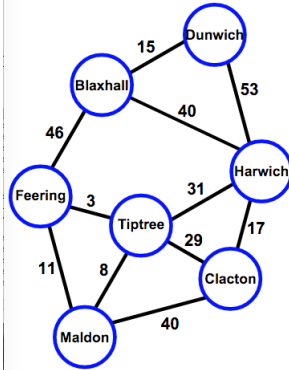 Dunwich
15
Blaxhall
53
40
46
Harwich
31
Feering
3
Tiptree
29
17
11
8
Clacton
40
Maldon